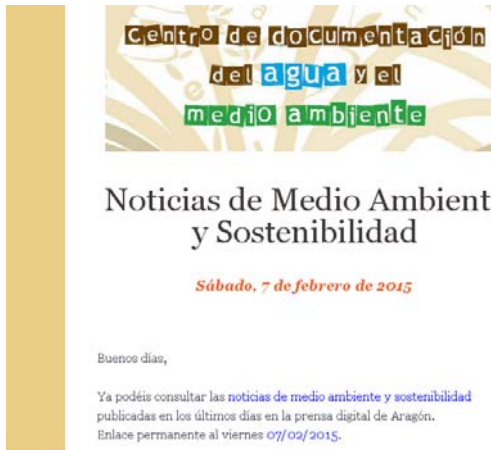 Centro de documentación
del agua y el
medio ambiente
Noticias de Medio Ambient
y Sostenibilidad
Sábado, 7 de febrero de 2015
Buenos días,
Ya podéis consultar las noticias de medio ambiente y sostenibilidad
publicadas en los últimos días en la prensa digital de Aragón.
Enlace permanente al viernes 07/02/2015.